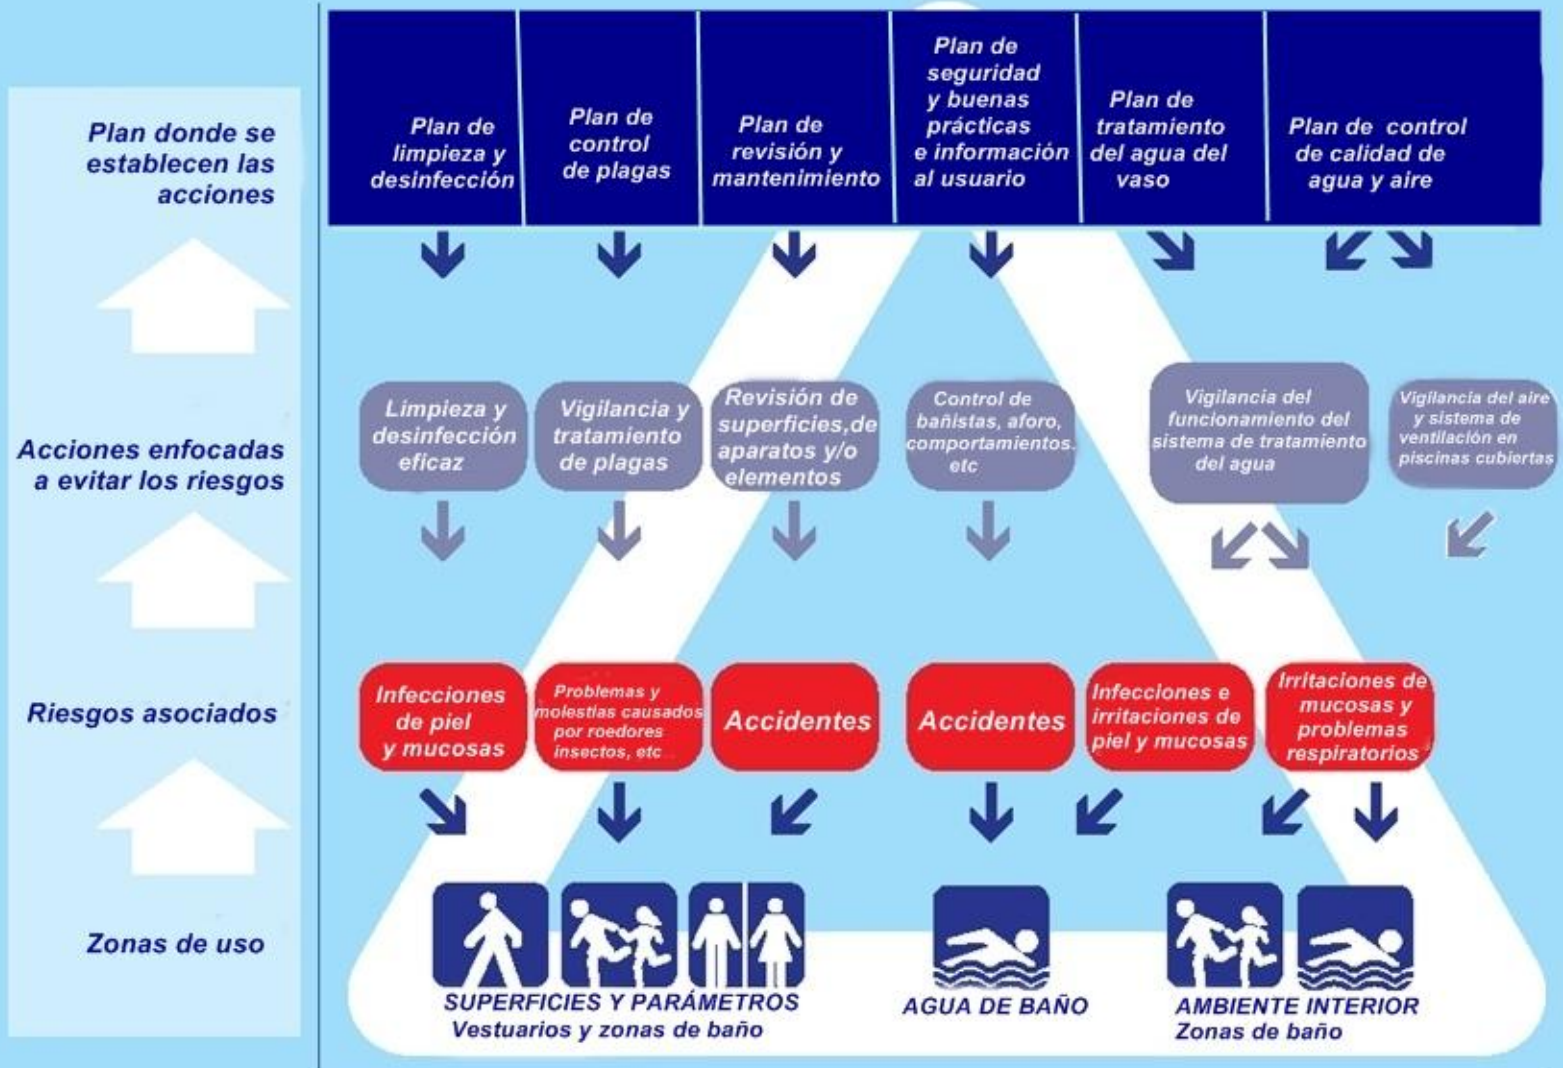 Plan donde se
establecen las
acciones
Plan de
limpieza y
desinfección
Plan de
control
de plagas
Plan de
revisión y
mantenimiento
Plan de
seguridad
y buenas
prácticas
e información
al usuario
Plan de
tratamiento
del agua del
vaso
Plan de control
de calidad de
agua y aire
Acciones enfocadas
a evitar los riesgos
Limpieza y
desinfección
eficaz
Vigilancia y
tratamiento
de plagas
Revisión de
superficies,de
aparatos y/o
elementos
Control de
bañistas, aforo,
comportamientos.
etc
Vigilancia del
funcionamiento del
sistema de tratamiento
del agua
Vigilancia del aire
y sistema de
ventilación en
piscinas cubiertas
Riesgos asociados
Infecciones
de piel
y mucosas
Problemas y
molestias causados
por roedores
insectos, etc
Accidentes
Accidentes
Infecciones e
irritaciones de
piel y mucosas
Irritaciones de
mucosas y
problemas
respiratorios
Zonas de uso
SUPERFICIES Y PARÁMETROS
Vestuarios y zonas de baño
AGUA DE BAÑO
AMBIENTE INTERIOR
Zonas de baño